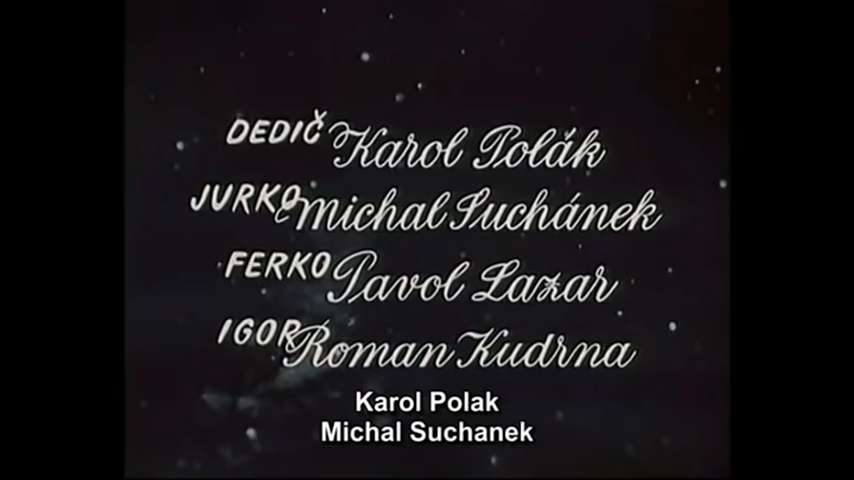 DEDIČ Karol Polák
JURKO Michal Suchánek
FERKO Pavol Lazar
IGOR Roman Kudrna
Karol Polak
Michal Suchanek